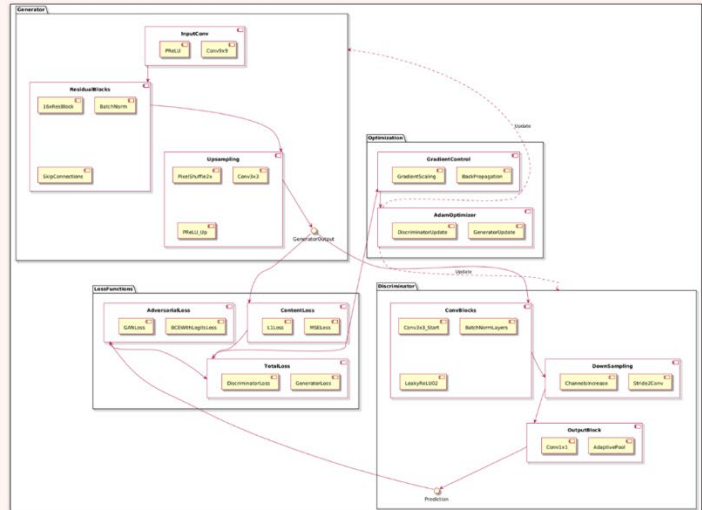 Generator
InputConv
PReLU
Conv9x9
ResidualBlocks
16xResBlock
BatchNorm
SkipConnections
Upsampling
PixelShuffle2x
Conv3x3
PReLU_Up
GeneratorOutput
Optimization
Update
GradientControl
GradientScaling
BackPropagation
AdamOptimizer
DiscriminatorUpdate
GeneratorUpdate
Update
LossFunctions
AdversarialLoss
GANLoss
BCEWithLogitsLoss
ContentLoss
L1Loss
MSELoss
TotalLoss
DiscriminatorLoss
GeneratorLoss
Discriminator
ConvBlocks
Conv3x3_Start
BatchNormLayers
LeakyReLU02
DownSampling
ChannelsIncrease
Stride2Conv
OutputBlock
Conv1x1
AdaptivePool
Prediction